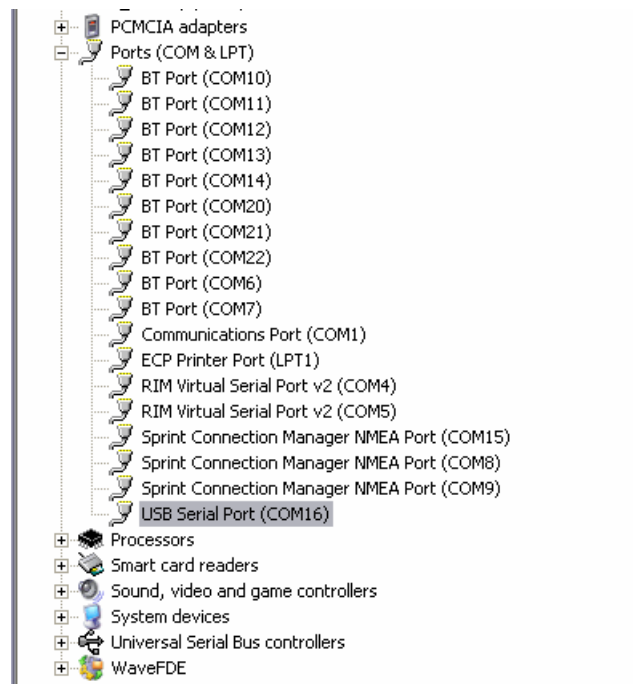 PCMCIA adapters
Ports (COM & LPT)
BT Port (COM10)
BT Port (COM11)
BT Port (COM12)
BT Port (COM13)
BT Port (COM14)
BT Port (COM20)
BT Port (COM21)
BT Port (COM22)
BT Port (COM6)
BT Port (COM7)
Communications Port (COM1)
ECP Printer Port (LPT1)
RIM Virtual Serial Port v2 (COM4)
RIM Virtual Serial Port v2 (COM5)
Sprint Connection Manager NMEA Port (COM15)
Sprint Connection Manager NMEA Port (COM8)
Sprint Connection Manager NMEA Port (COM9)
USB Serial Port (COM16)
Processors
Smart card readers
Sound, video and game controllers
System devices
Universal Serial Bus controllers
WaveFDE